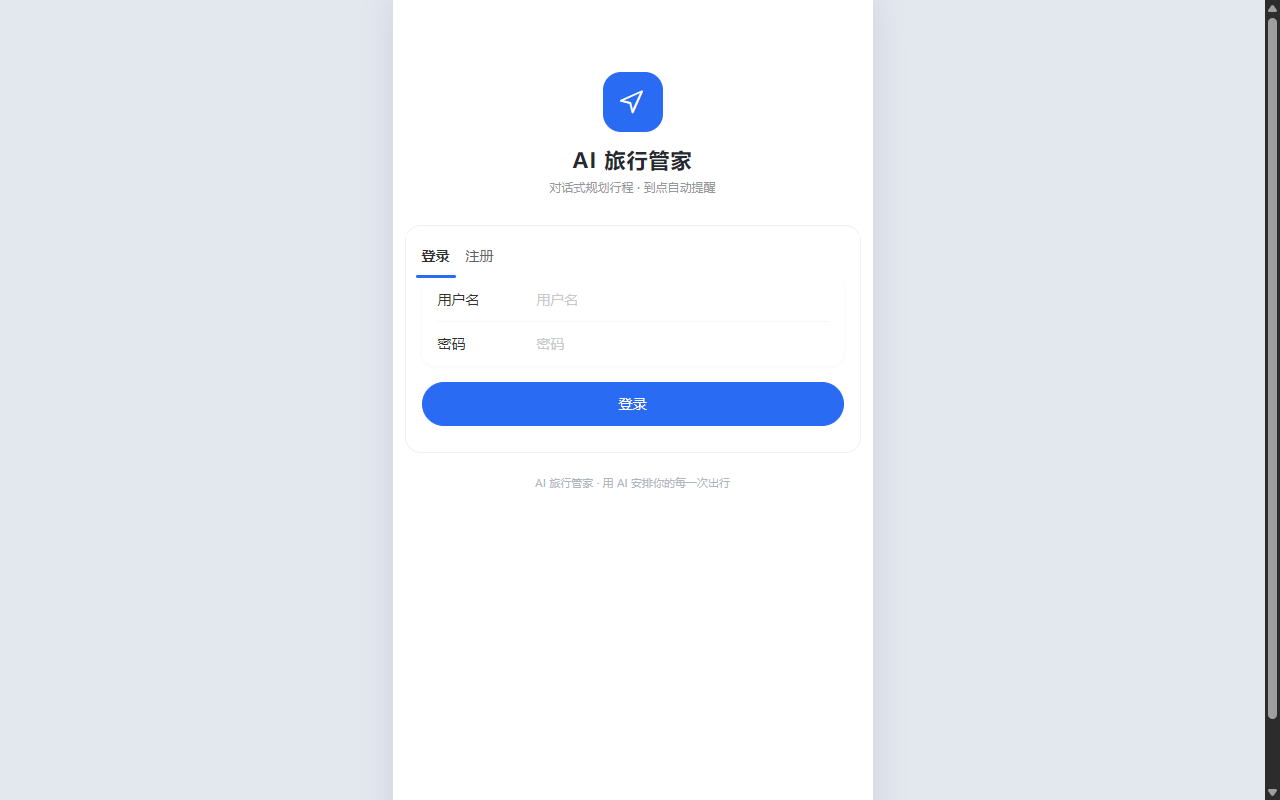 AI 旅行管家
对话式规划行程 · 到点自动提醒
登录 注册
用户名 用户名
密码 密码
登录
AI 旅行管家 · 用 AI 安排你的每一次出行